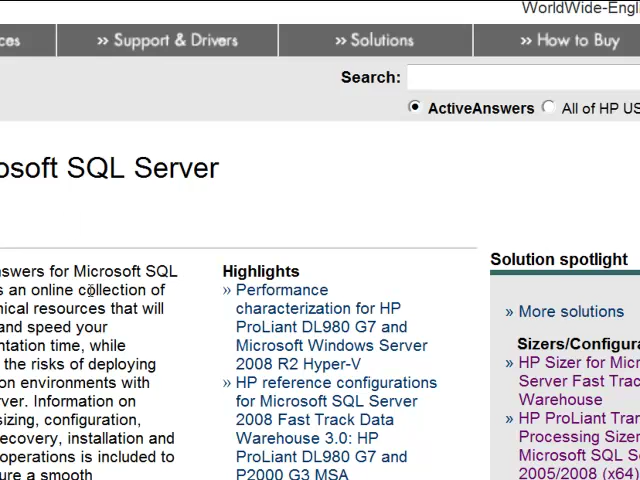 WorldWide-Engli
ces
» Support & Drivers
» Solutions
» How to Buy
Search:
ActiveAnswers
All of HP US
osoft SQL Server
nswers for Microsoft SQL
s an online collection of
nical resources that will
and speed your
ntation time, while
the risks of deploying
on environments with
rver. Information on
sizing, configuration,
ecovery, installation and
operations is included to
ure a smooth
Highlights
» Performance
characterization for HP
ProLiant DL980 G7 and
Microsoft Windows Server
2008 R2 Hyper-V
» HP reference configurations
for Microsoft SQL Server
2008 Fast Track Data
Warehouse 3.0: HP
ProLiant DL980 G7 and
P2000 G3 MSA
Solution spotlight
» More solutions
Sizers/Configura
» HP Sizer for Micr
Server Fast Trac
Warehouse
» HP ProLiant Tran
Processing Sizer
Microsoft SQL Se
2005/2008 (x64)